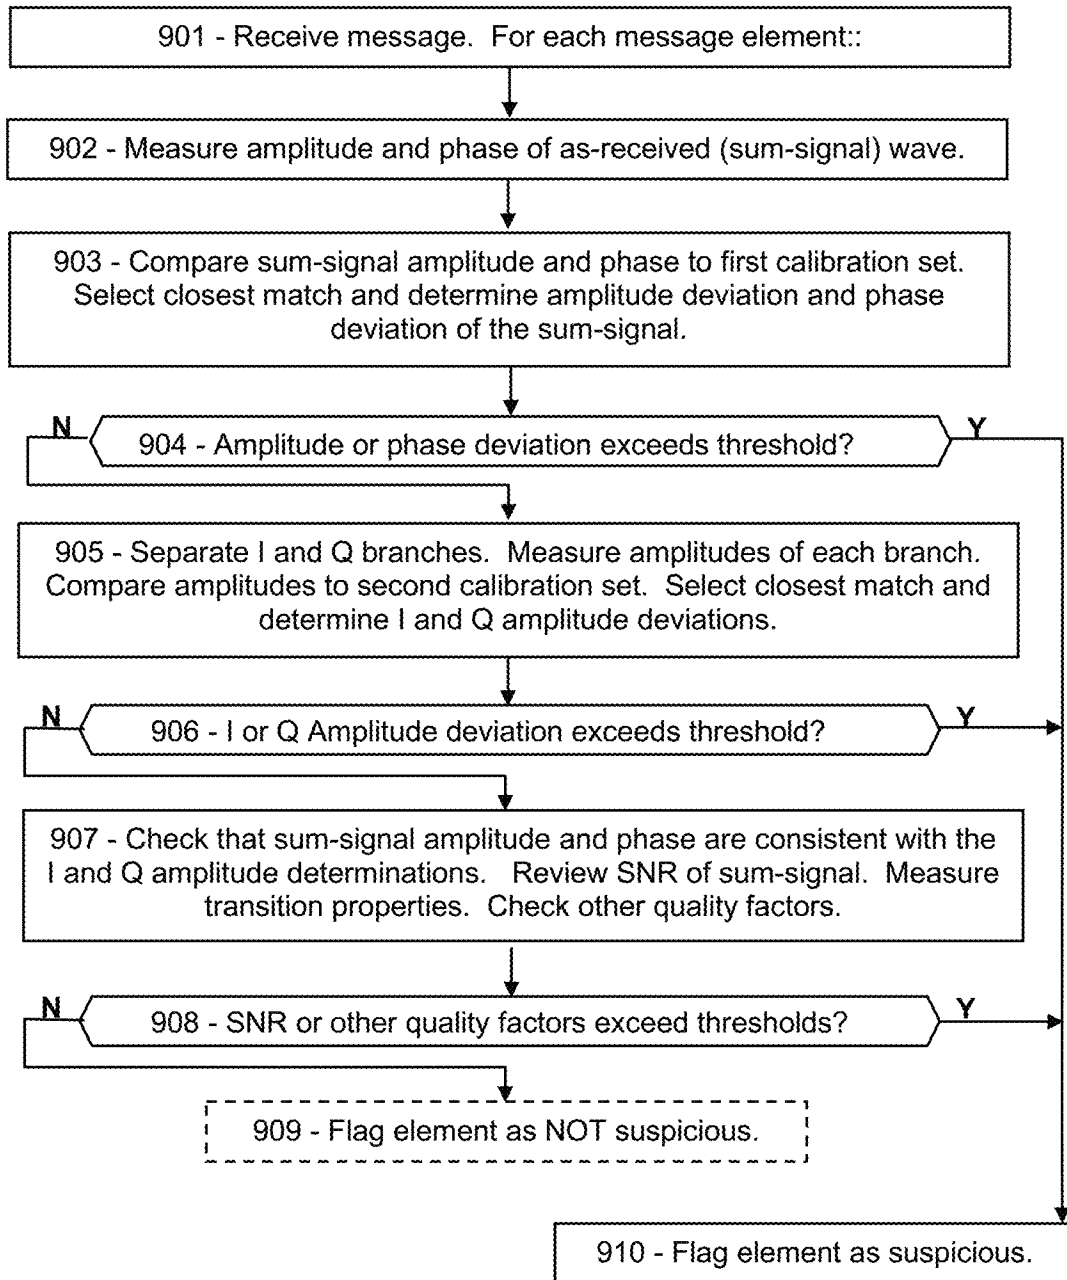 901 - Receive message.  For each message element::
902 - Measure amplitude and phase of as-received (sum-signal) wave.
903 - Compare sum-signal amplitude and phase to first calibration set.
Select closest match and determine amplitude deviation and phase
deviation of the sum-signal.
N
Y
904 - Amplitude or phase deviation exceeds threshold?
905 - Separate I and Q branches.  Measure amplitudes of each branch.
Compare amplitudes to second calibration set.  Select closest match and
determine I and Q amplitude deviations.
N
Y
906 - I or Q Amplitude deviation exceeds threshold?
907 - Check that sum-signal amplitude and phase are consistent with the
I and Q amplitude determinations.   Review SNR of sum-signal.  Measure
transition properties.  Check other quality factors.
N
Y
908 - SNR or other quality factors exceed thresholds?
909 - Flag element as NOT suspicious.
910 - Flag element as suspicious.